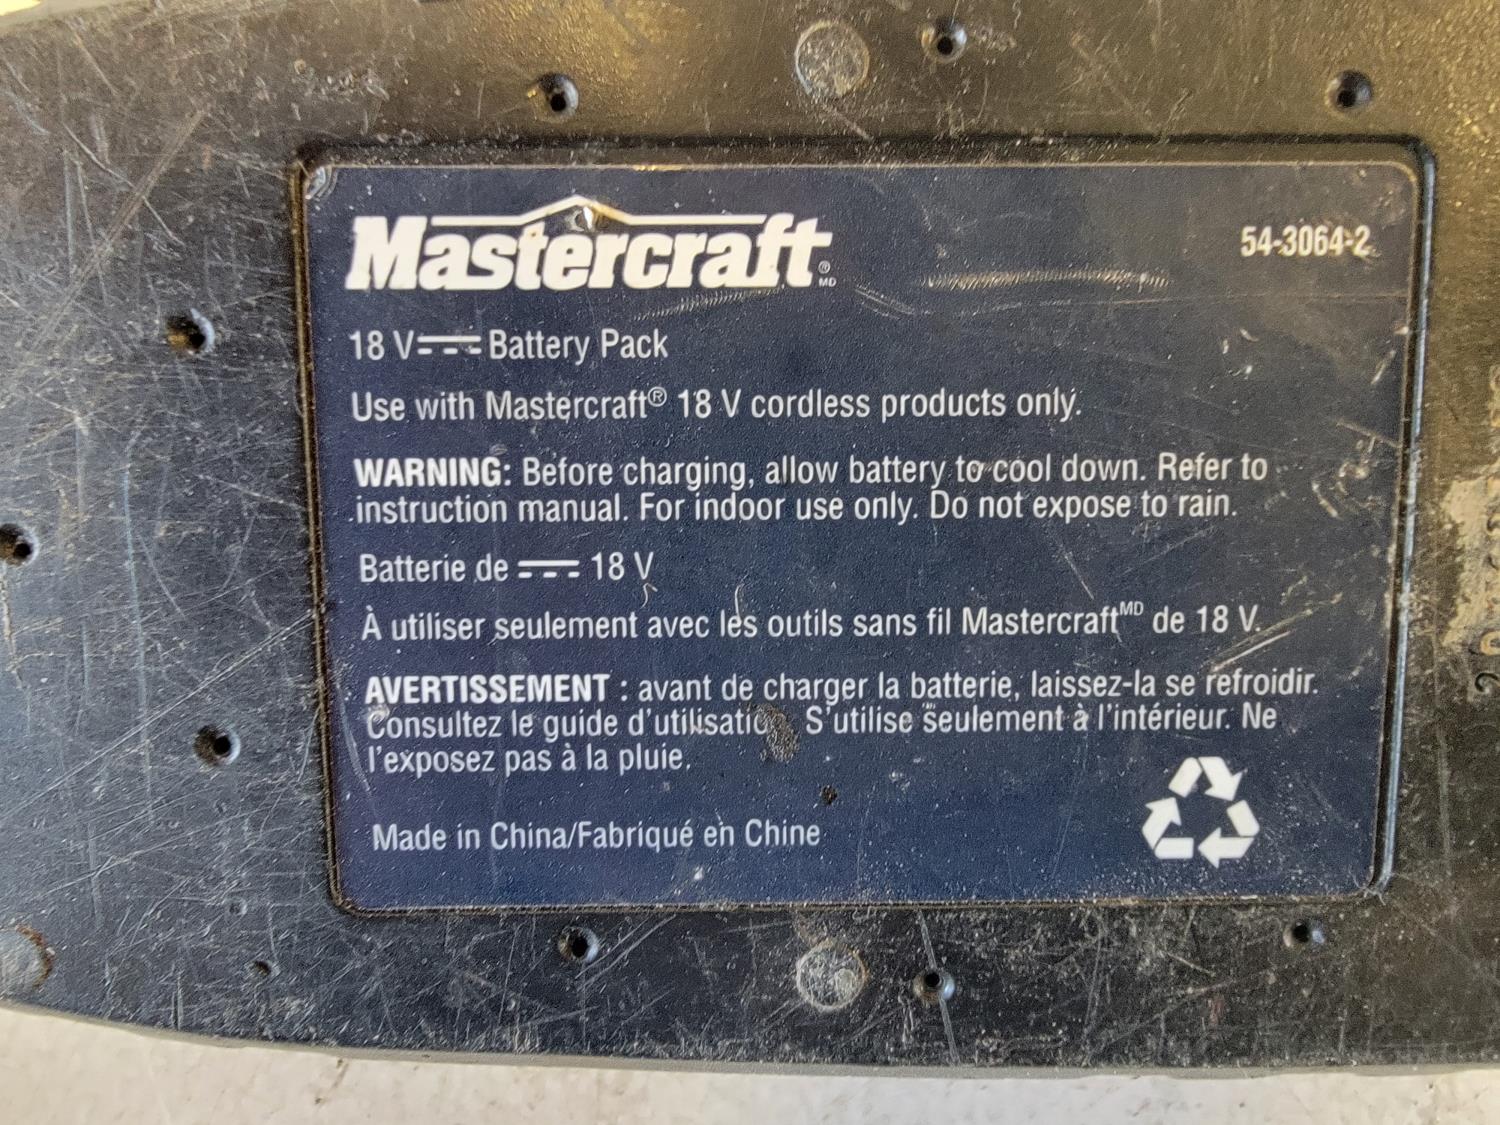 Mastercraft ® MD
54-3064-2
18 V⎓ Battery Pack
Use with Mastercraft® 18 V cordless products only.
WARNING: Before charging, allow battery to cool down. Refer to
instruction manual. For indoor use only. Do not expose to rain.
Batterie de ⎓ 18 V
À utiliser seulement avec les outils sans fil Mastercraft MD de 18 V.
AVERTISSEMENT : avant de charger la batterie, laissez-la se refroidir.
Consultez le guide d'utilisation. S'utilise seulement à l'intérieur. Ne
l'exposez pas à la pluie.
Made in China/Fabriqué en Chine